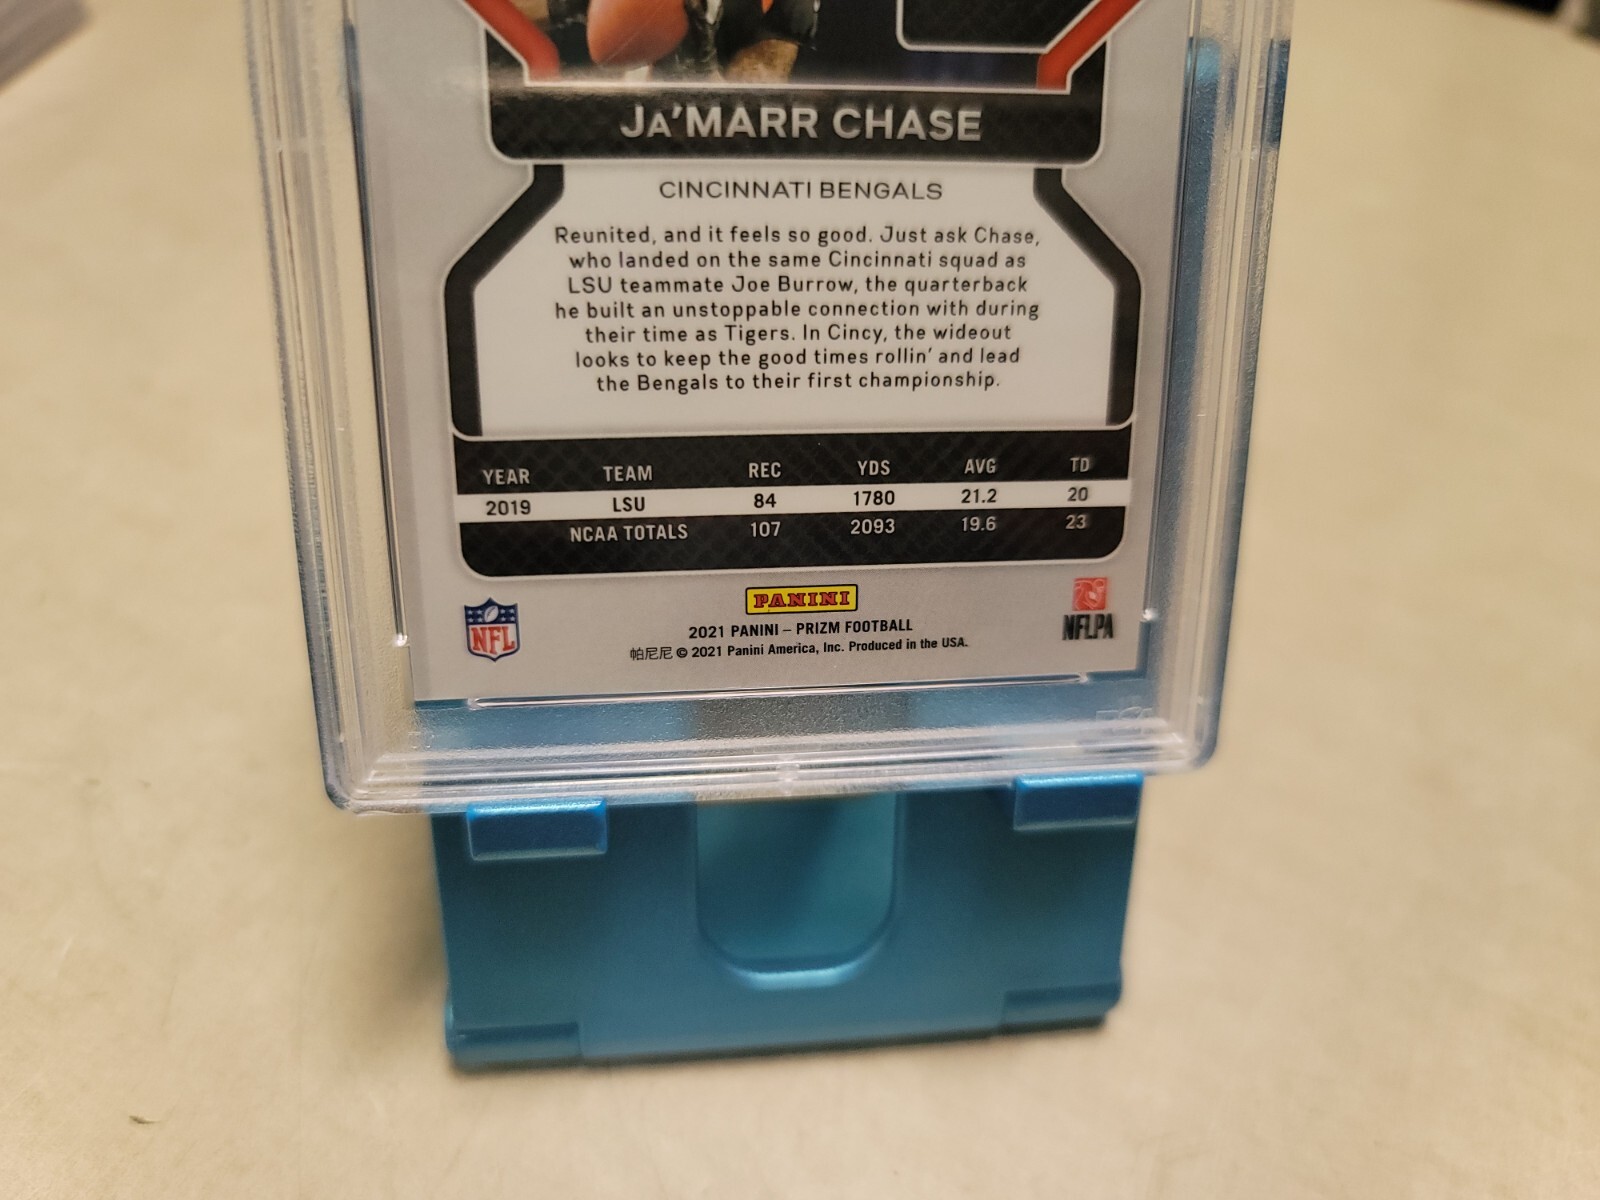 JA'MARR CHASE
CINCINNATI BENGALS
Reunited, and it feels so good. Just ask Chase,
who landed on the same Cincinnati squad as
LSU teammate Joe Burrow, the quarterback
he built an unstoppable connection with during
their time as Tigers. In Cincy, the wideout
looks to keep the good times rollin' and lead
the Bengals to their first championship.
YEAR TEAM REC YDS AVG TD
2019 LSU 84 1780 21.2 20
NCAA TOTALS 107 2093 19.6 23
PANINI
NFL
NFLPA
2021 PANINI – PRIZM FOOTBALL
帕尼尼 © 2021 Panini America, Inc. Produced in the USA.